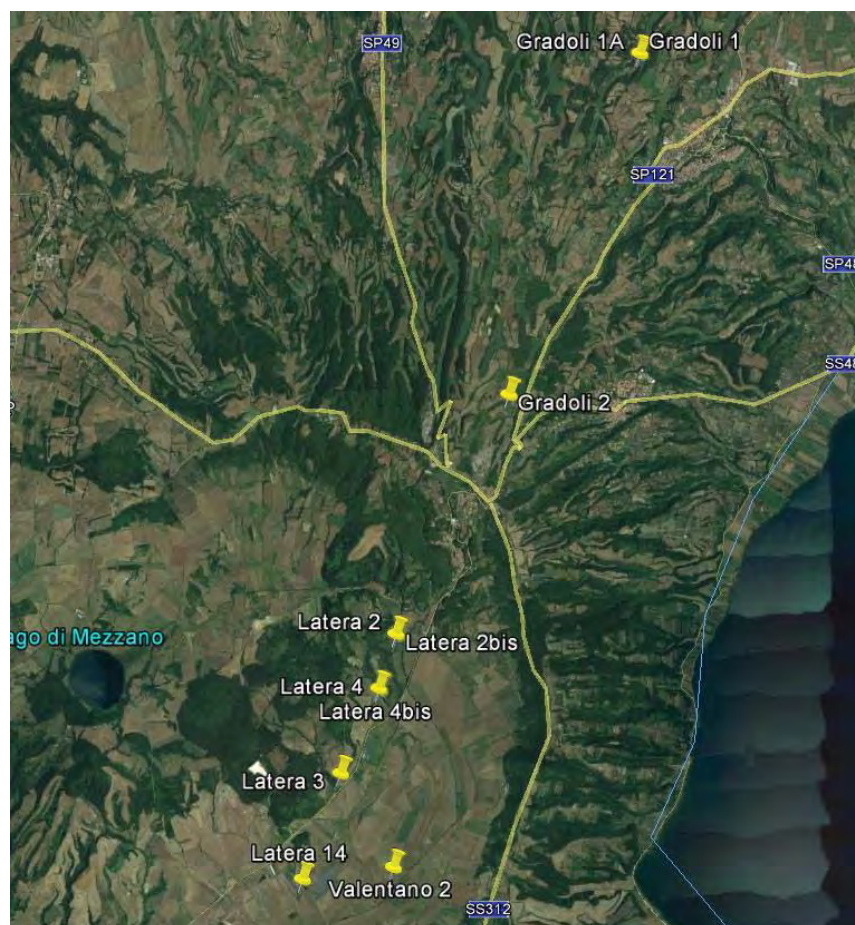 SP49
Gradoli 1A
Gradoli 1
SP121
SP48
SS48
Gradoli 2
Latera 2
Latera 2bis
ago di Mezzano
Latera 4
Latera 4bis
Latera 3
Latera 14
Valentano 2
SS312